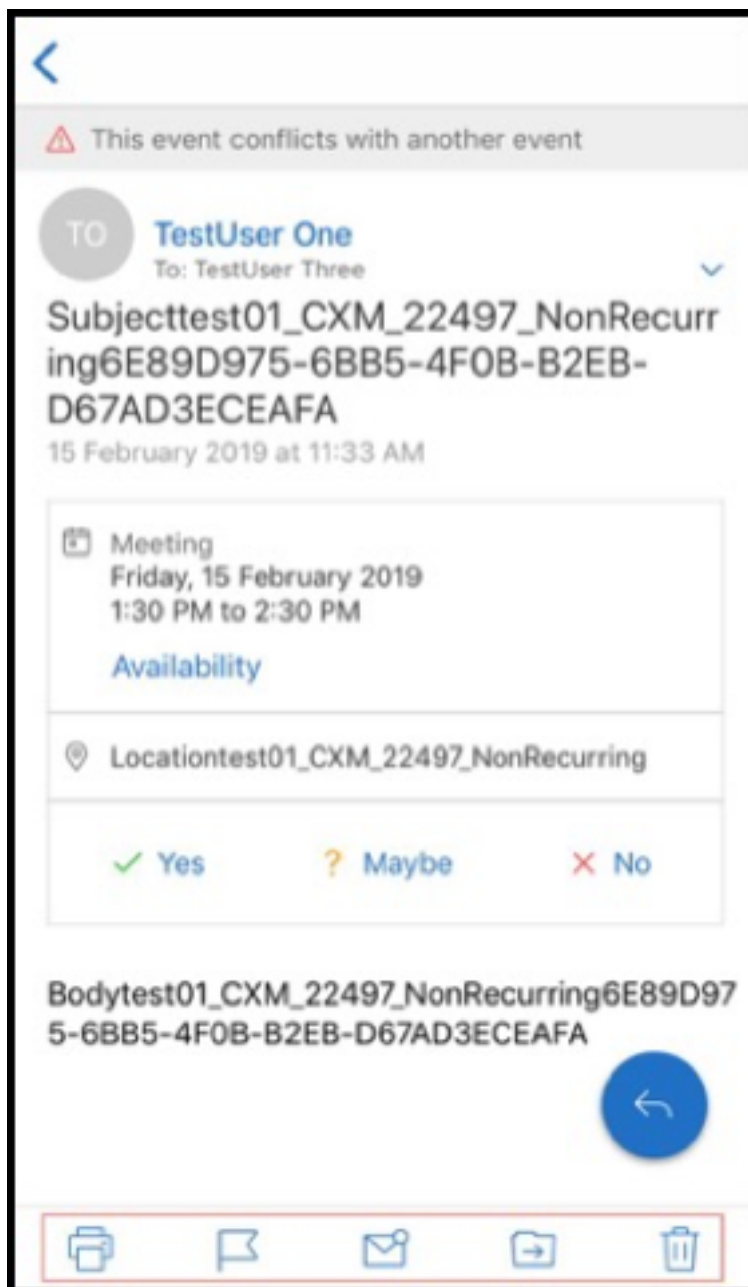 This event conflicts with another event
TO
TestUser One
To: TestUser Three
Subjecttest01_CXM_22497_NonRecurr
ing6E89D975-6BB5-4F0B-B2EB-
D67AD3ECEAFA
15 February 2019 at 11:33 AM
Meeting
Friday, 15 February 2019
1:30 PM to 2:30 PM
Availability
Locationtest01_CXM_22497_NonRecurring
Yes ? Maybe No
Bodytest01_CXM_22497_NonRecurring6E89D97
5-6BB5-4F0B-B2EB-D67AD3ECEAFA